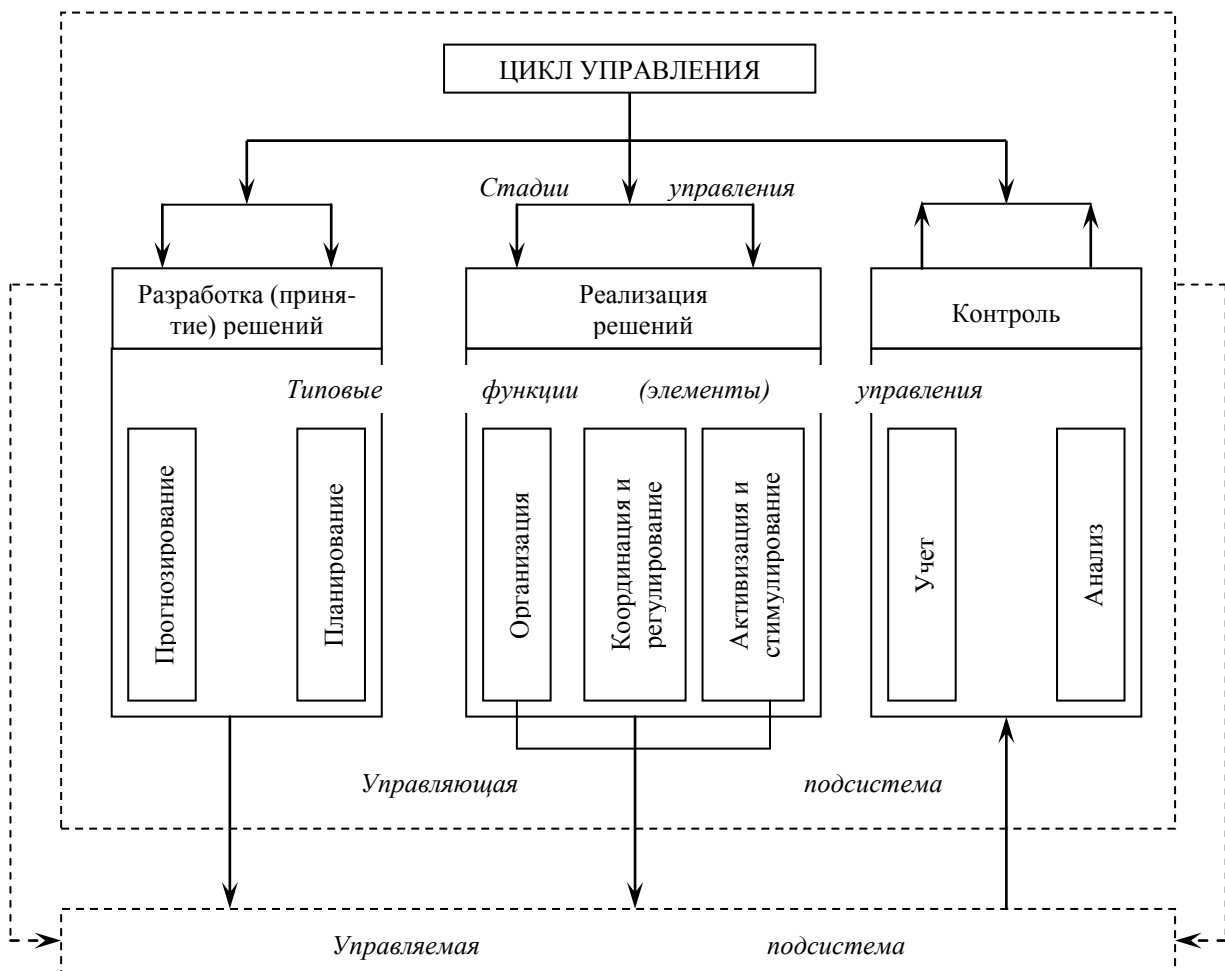 ЦИКЛ УПРАВЛЕНИЯ
Стадии управления
Разработка (приня-
тие) решений
Реализация
решений
Контроль
Типовые функции (элементы) управления
Прогнозирование
Планирование
Организация
Координация и
регулирование
Активизация и
стимулирование
Учет
Анализ
Управляющая подсистема
Управляемая подсистема